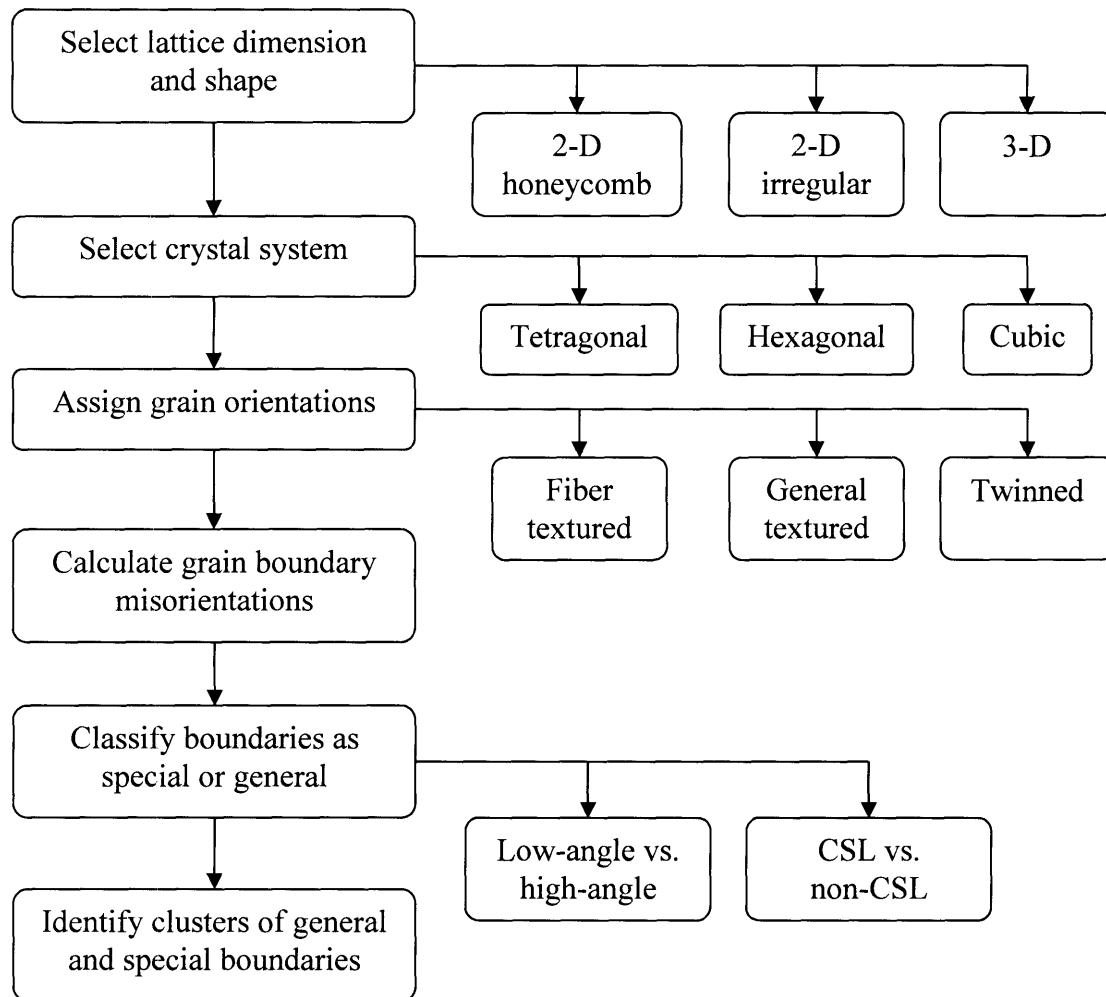 Select lattice dimension
and shape
2-D
honeycomb
2-D
irregular
3-D
Select crystal system
Tetragonal
Hexagonal
Cubic
Assign grain orientations
Fiber
textured
General
textured
Twinned
Calculate grain boundary
misorientations
Classify boundaries as
special or general
Low-angle vs.
high-angle
CSL vs.
non-CSL
Identify clusters of general
and special boundaries